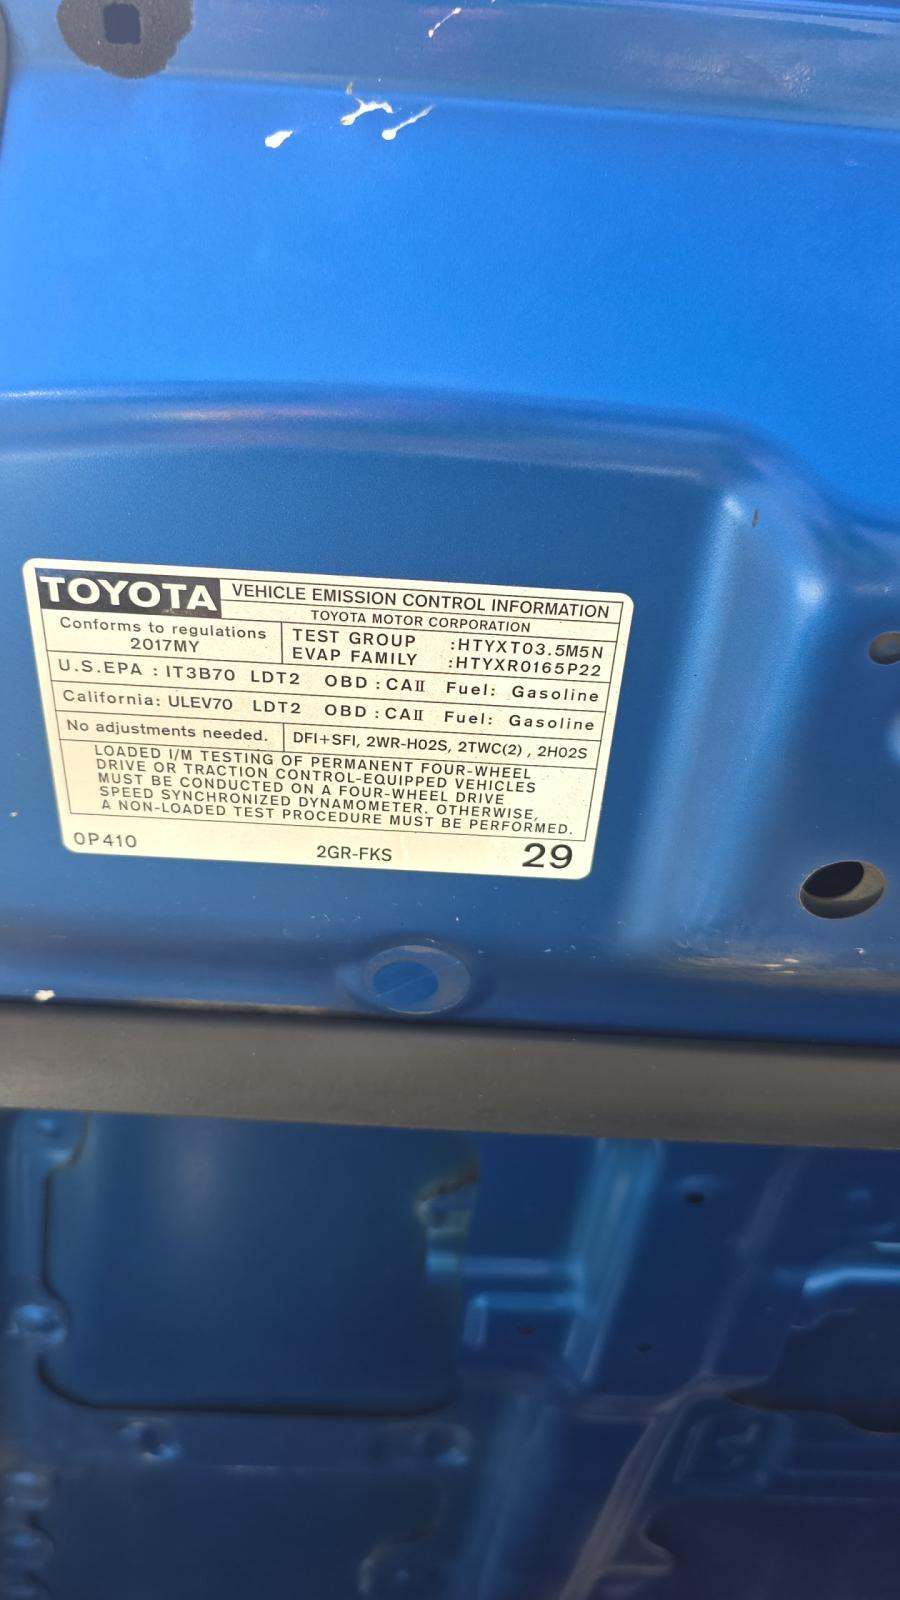 TOYOTA VEHICLE EMISSION CONTROL INFORMATION
TOYOTA MOTOR CORPORATION
Conforms to regulations
2017MY
TEST GROUP :HTYXT03.5M5N
EVAP FAMILY :HTYXR0165P22
U.S.EPA : IT3B70 LDT2 OBD : CAⅡ Fuel: Gasoline
California: ULEV70 LDT2 OBD : CAⅡ Fuel: Gasoline
No adjustments needed. DFI+SFI, 2WR-HO2S, 2TWC(2) , 2HO2S
LOADED I/M TESTING OF PERMANENT FOUR-WHEEL
DRIVE OR TRACTION CONTROL-EQUIPPED VEHICLES
MUST BE CONDUCTED ON A FOUR-WHEEL DRIVE
SPEED SYNCHRONIZED DYNAMOMETER. OTHERWISE,
A NON-LOADED TEST PROCEDURE MUST BE PERFORMED.
0P410 2GR-FKS 29